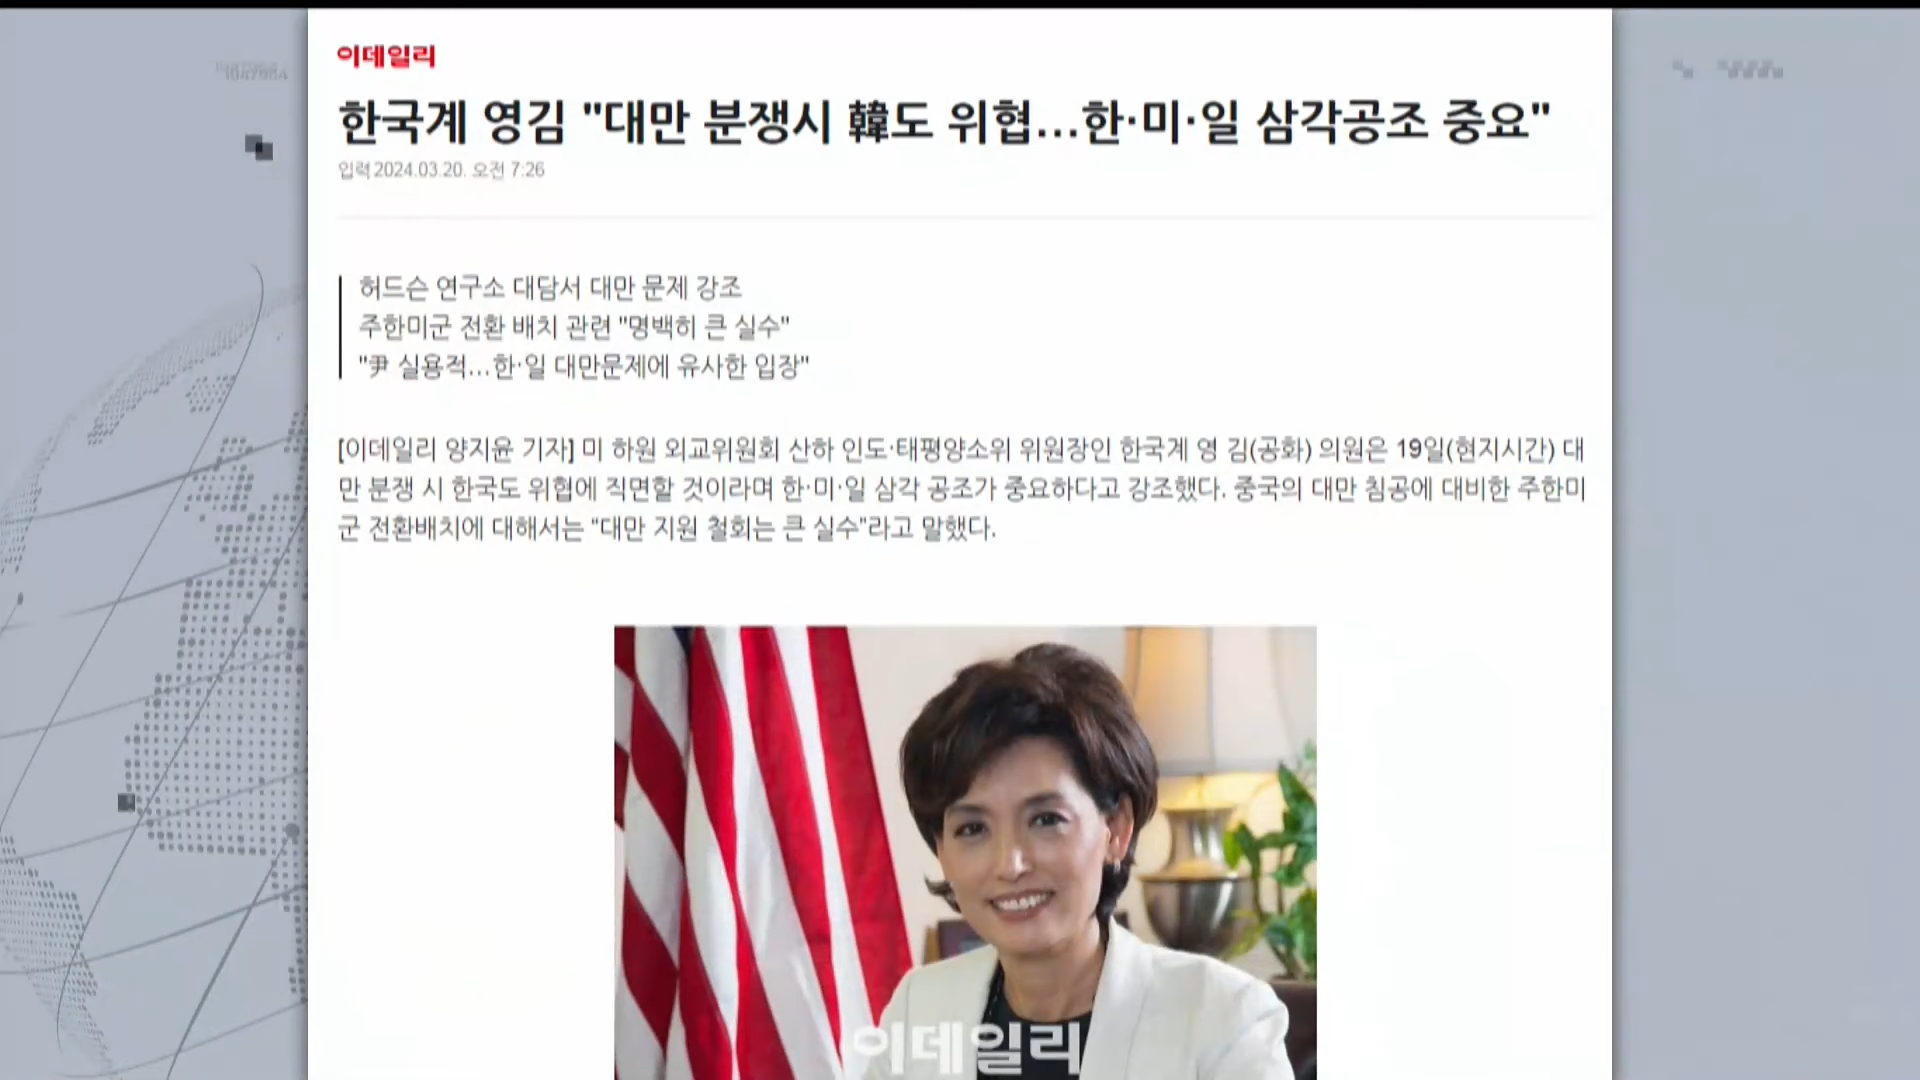 이데일리
한국계 영김 "대만 분쟁시 韓도 위협...한·미·일 삼각공조 중요"
입력 2024.03.20. 오전 7:26
허드슨 연구소 대담서 대만 문제 강조
주한미군 전환 배치 관련 "명백히 큰 실수"
"尹 실용적...한·일 대만문제에 유사한 입장"
[이데일리 양지윤 기자] 미 하원 외교위원회 산하 인도·태평양소위 위원장인 한국계 영 김(공화) 의원은 19일(현지시간) 대
만 분쟁 시 한국도 위협에 직면할 것이라며 한·미·일 삼각 공조가 중요하다고 강조했다. 중국의 대만 침공에 대비한 주한미
군 전환배치에 대해서는 “대만 지원 철회는 큰 실수”라고 말했다.
이데일리